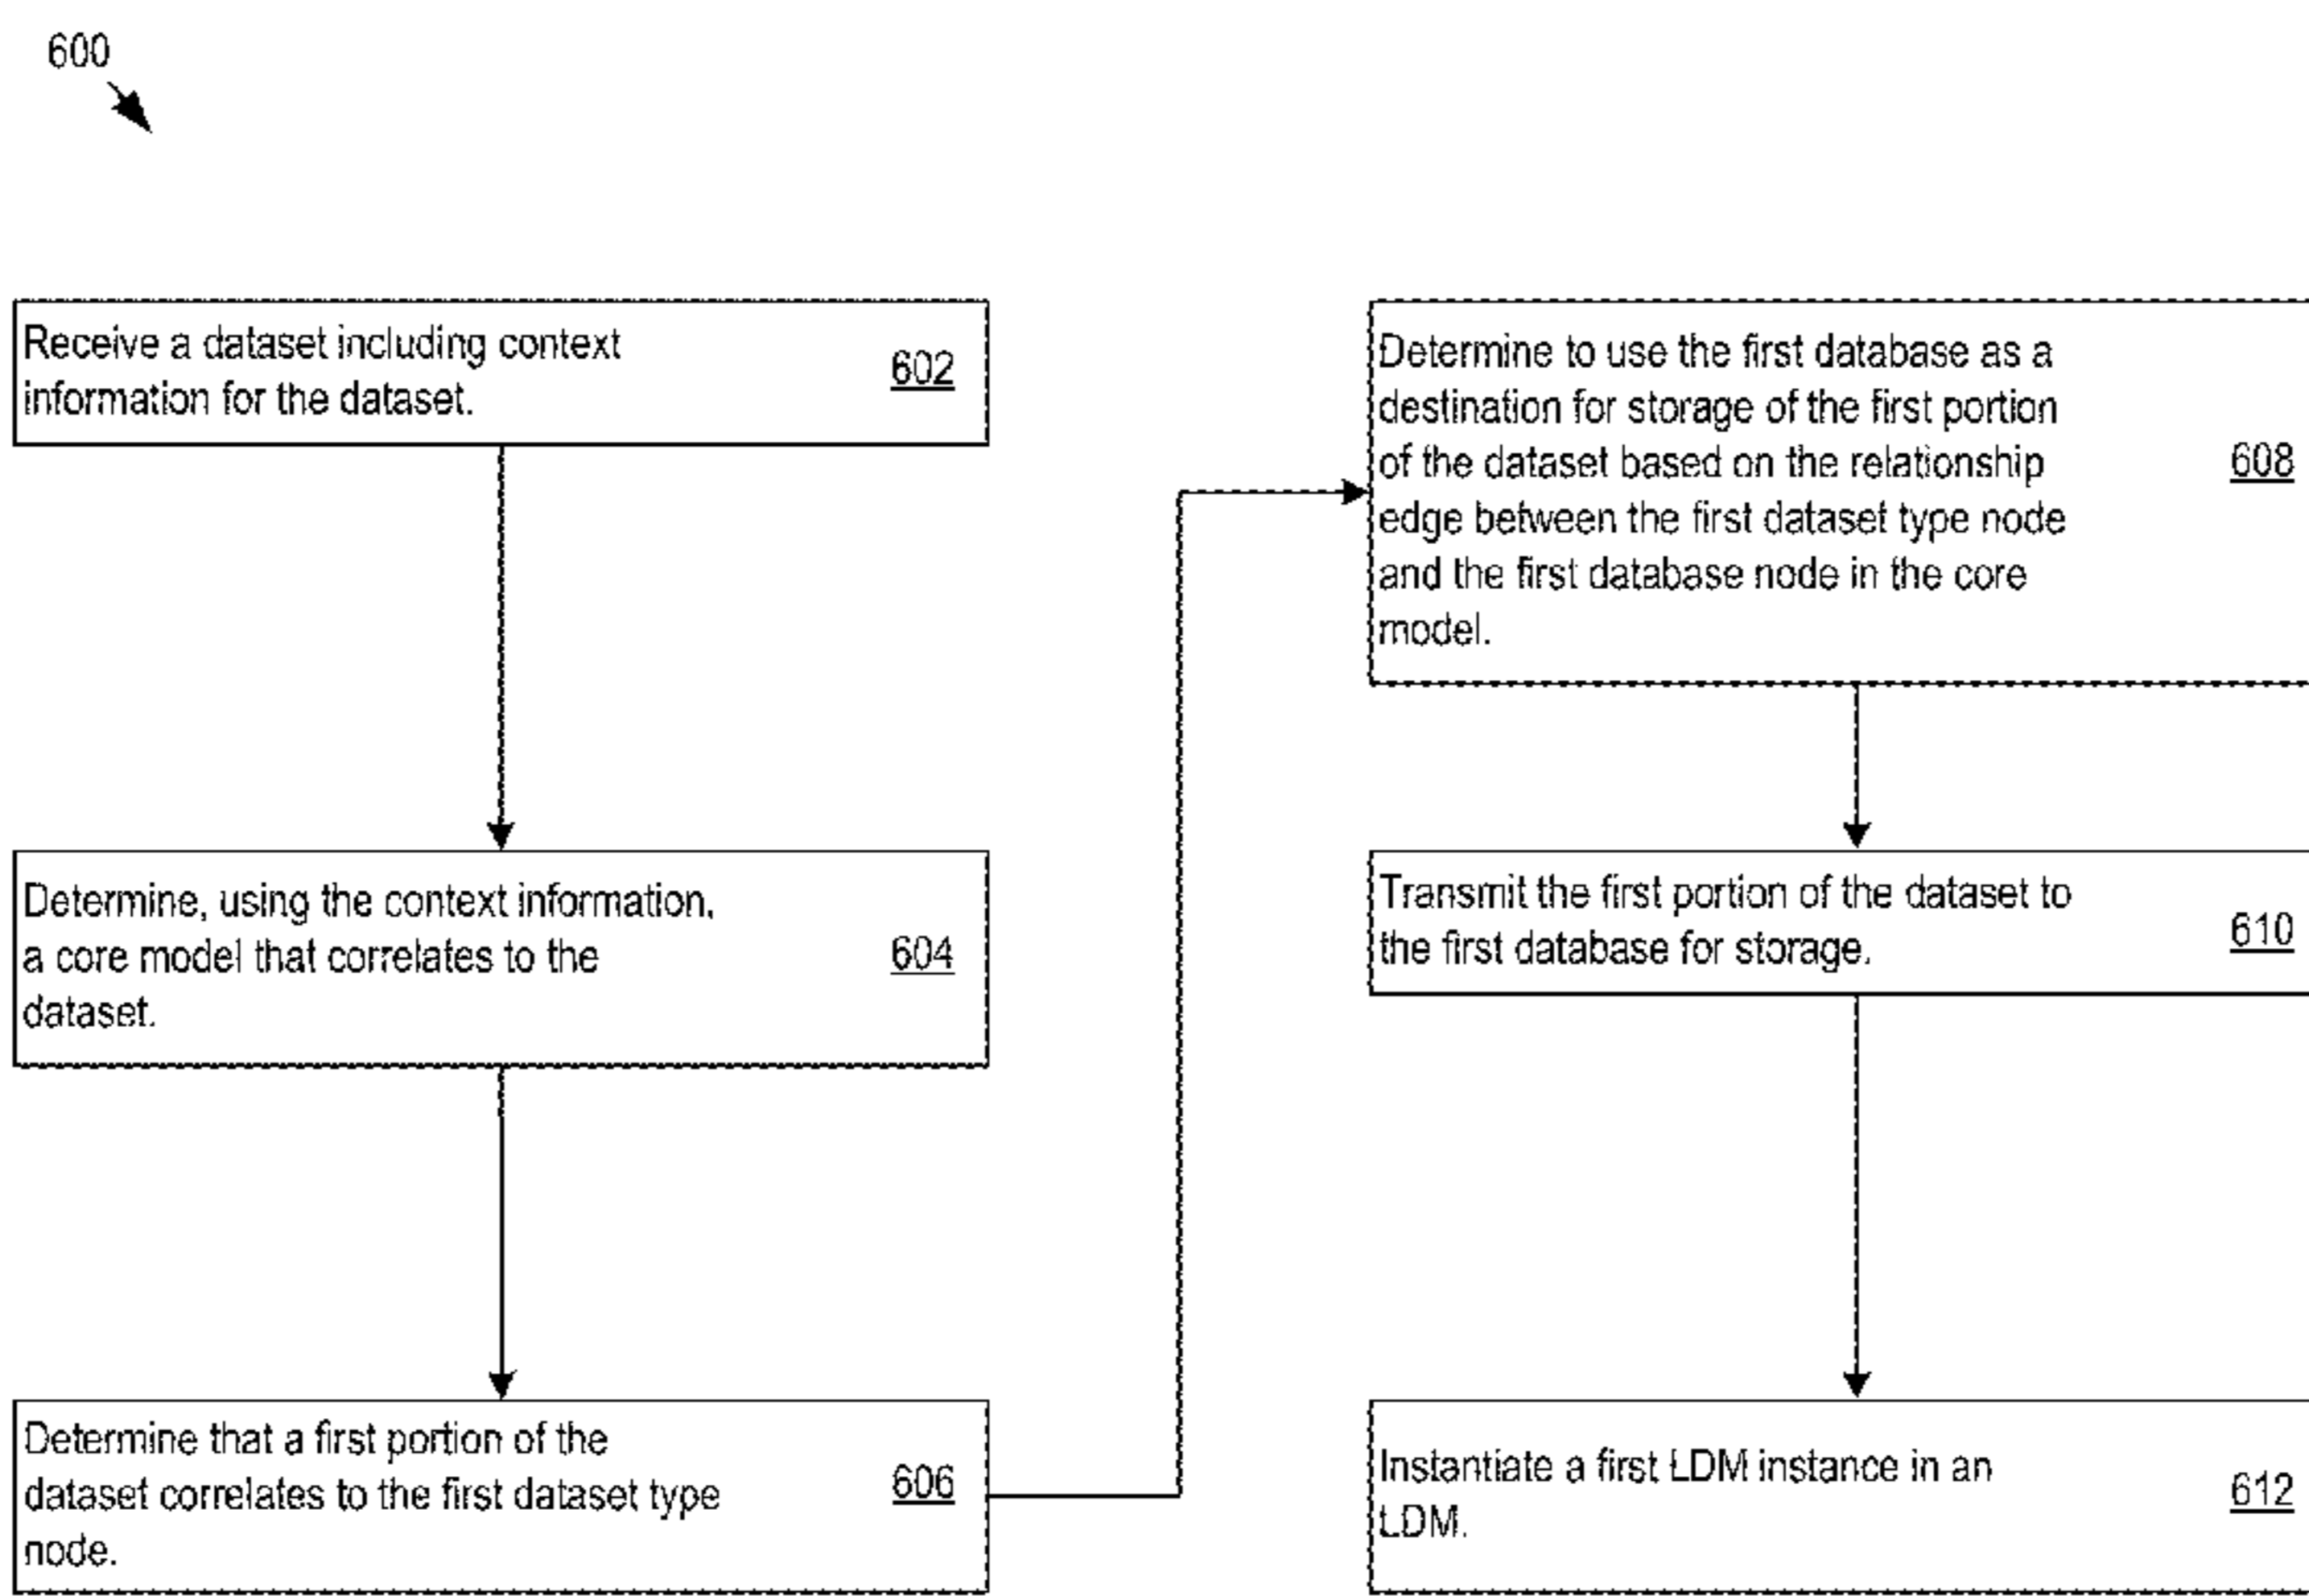 600
Receive a dataset including context
information for the dataset.
602
Determine, using the context information,
a core model that correlates to the
dataset.
604
Determine that a first portion of the
dataset correlates to the first dataset type
node.
606
Determine to use the first database as a
destination for storage of the first portion
of the dataset based on the relationship
edge between the first dataset type node
and the first database node in the core
model.
608
Transmit the first portion of the dataset to
the first database for storage.
610
Instantiate a first LDM instance in an
LDM.
612